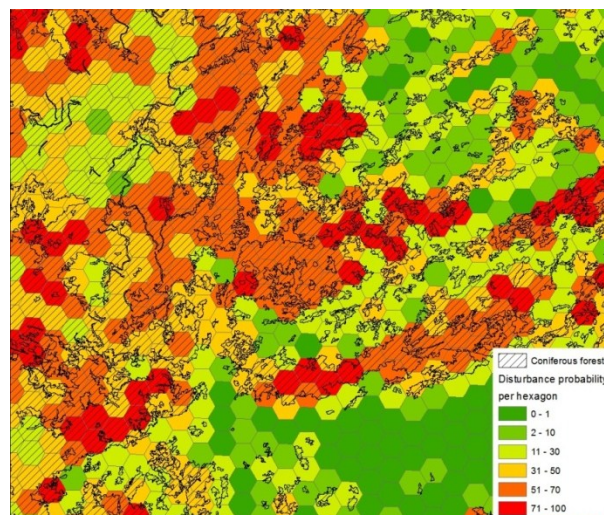 Coniferous forest
Disturbance probability
per hexagon
0 - 1
2 - 10
11 - 30
31 - 50
51 - 70
71 - 100